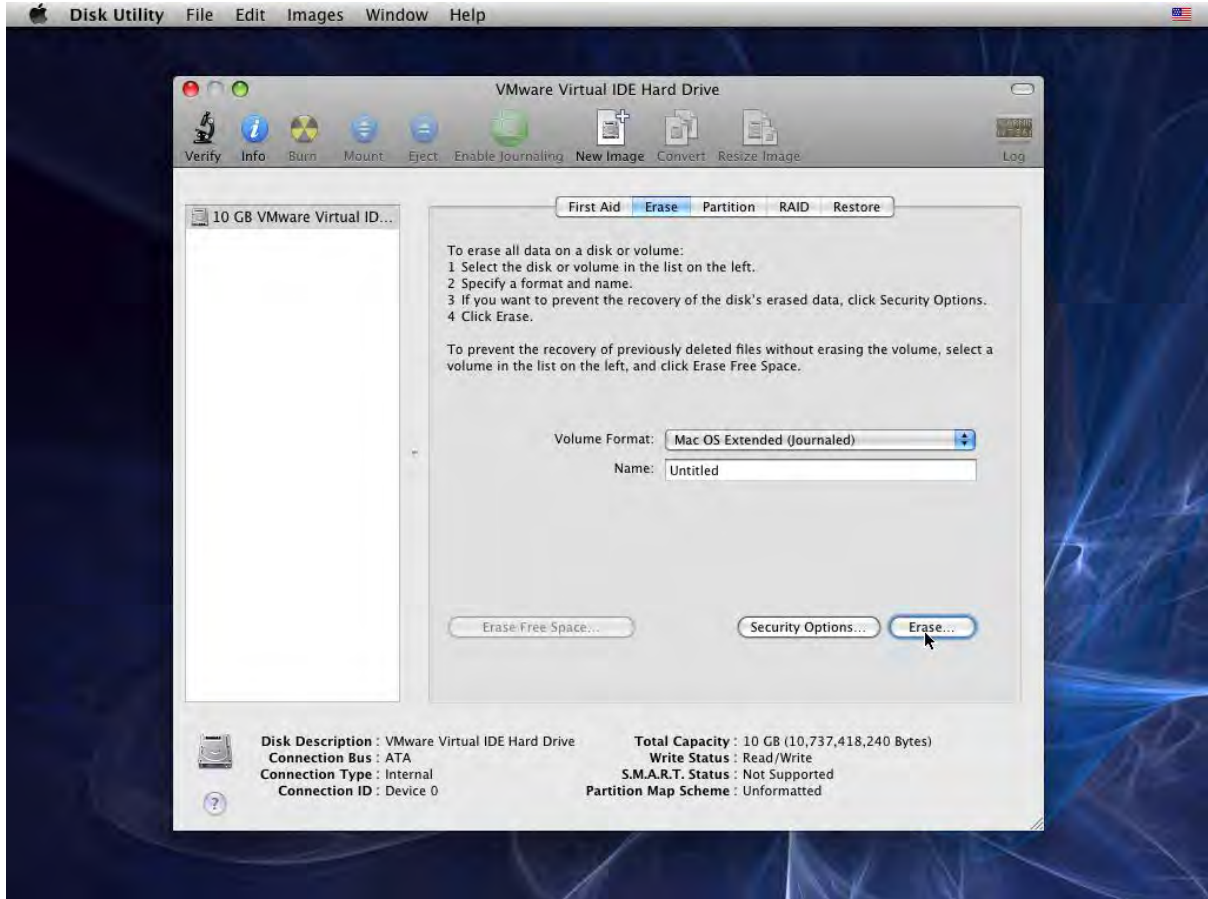 Disk Utility File Edit Images Window Help
VMware Virtual IDE Hard Drive
Verify Info Burn Mount Eject Enable Journaling New Image Convert Resize Image Log
10 GB VMware Virtual ID...
First Aid Erase Partition RAID Restore
To erase all data on a disk or volume:
1 Select the disk or volume in the list on the left.
2 Specify a format and name.
3 If you want to prevent the recovery of the disk's erased data, click Security Options.
4 Click Erase.
To prevent the recovery of previously deleted files without erasing the volume, select a
volume in the list on the left, and click Erase Free Space.
Volume Format: Mac OS Extended (Journaled)
Name: Untitled
Erase Free Space... Security Options... Erase...
Disk Description : VMware Virtual IDE Hard Drive Total Capacity : 10 GB (10,737,418,240 Bytes)
Connection Bus : ATA Write Status : Read/Write
Connection Type : Internal S.M.A.R.T. Status : Not Supported
Connection ID : Device 0 Partition Map Scheme : Unformatted
?